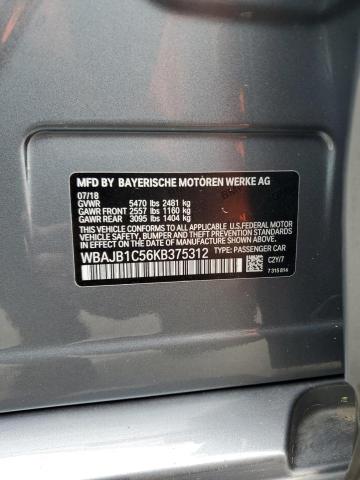 MFD BY BAYERISCHE MOTOREN WERKE AG
07/18
GVWR 5470 lbs 2481 kg
GAWR FRONT 2557 lbs 1160 kg
GAWR REAR 3095 lbs 1404 kg
THIS VEHICLE CONFORMS TO ALL
APPLICABLE U.S. FEDERAL MOTOR
VEHICLE SAFETY, BUMPER AND THEFT
PREVENTION STANDARDS IN EFFECT ON THE
DATE OF MANUFACTURE SHOWN ABOVE.
WBAJB1C56KB375312 TYPE: PASSENGER CAR
C2Y/7
7 315 814